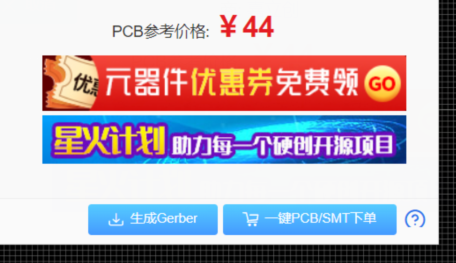 PCB参考价格: ¥ 44
优惠 元器件优惠券免费领 GO
星火计划 助力每一个硬创开源项目
生成Gerber 一键PCB/SMT下单 ?